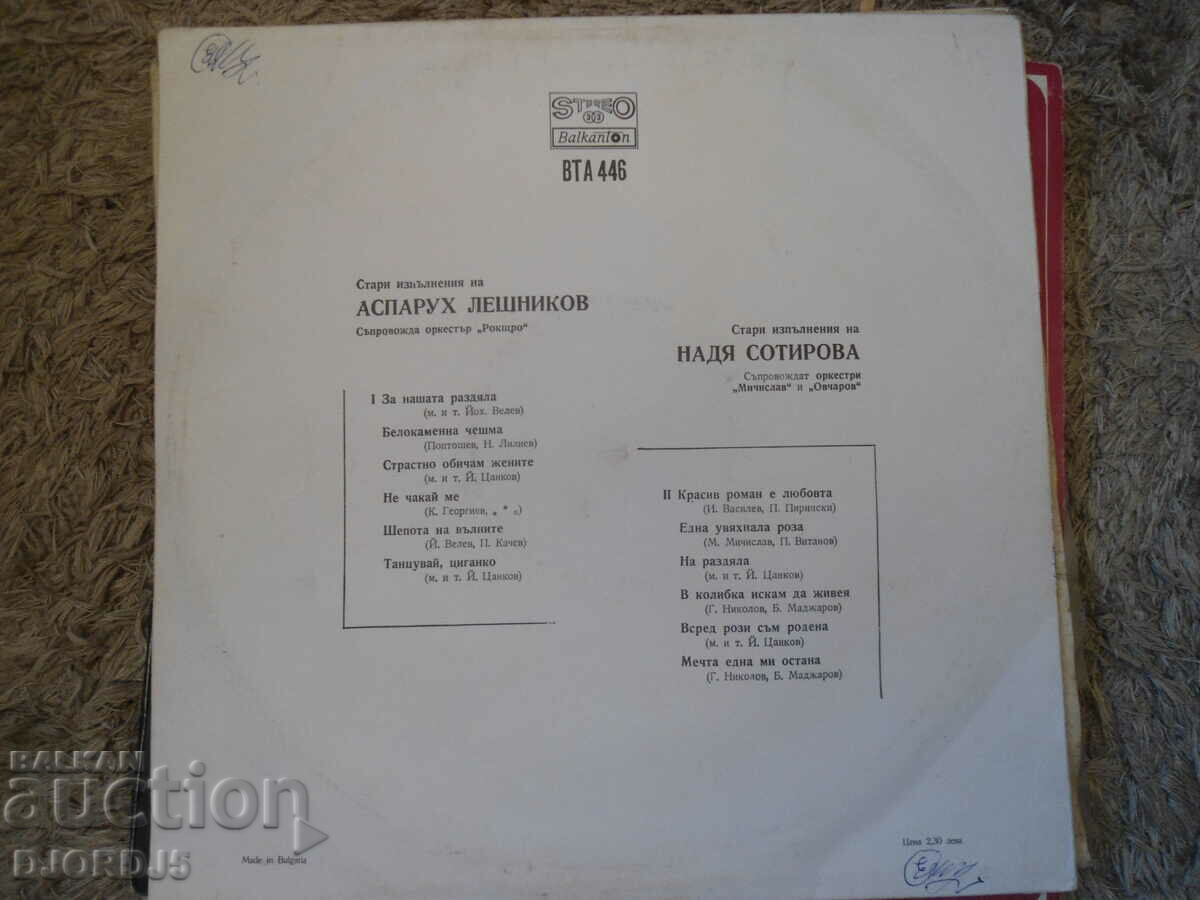 STEREO
33
Balkanton
ВТА 446
Стари изпълнения на
АСПАРУХ ЛЕШНИКОВ
Съпровожда оркестър „Рокщро“
I За нашата раздяла
(м. и т. Йох. Велев)
Белокаменна чешма
(Поптошев, Н. Лилиев)
Страстно обичам жените
(м. и т. Й. Цанков)
Не чакай ме
(К. Георгиев, „ * „)
Шепота на вълните
(Й. Велев, П. Качев)
Танцувай, циганко
(м. и т. Й. Цанков)
Стари изпълнения на
НАДЯ СОТИРОВА
Съпровождат оркестри
„Мичислав“ и „Овчаров“
II Красив роман е любовта
(И. Василев, П. Пирински)
Една увяхнала роза
(М. Мичислав, П. Витанов)
На раздяла
(м. и т. Й. Цанков)
В колибка искам да живея
(Г. Николов, Б. Маджаров)
Всред рози съм родена
(м. и т. Й. Цанков)
Мечта една ми остана
(Г. Николов, Б. Маджаров)
Made in Bulgaria
Цена 2,30 лева
BALKAN
auction
DJORDJ5